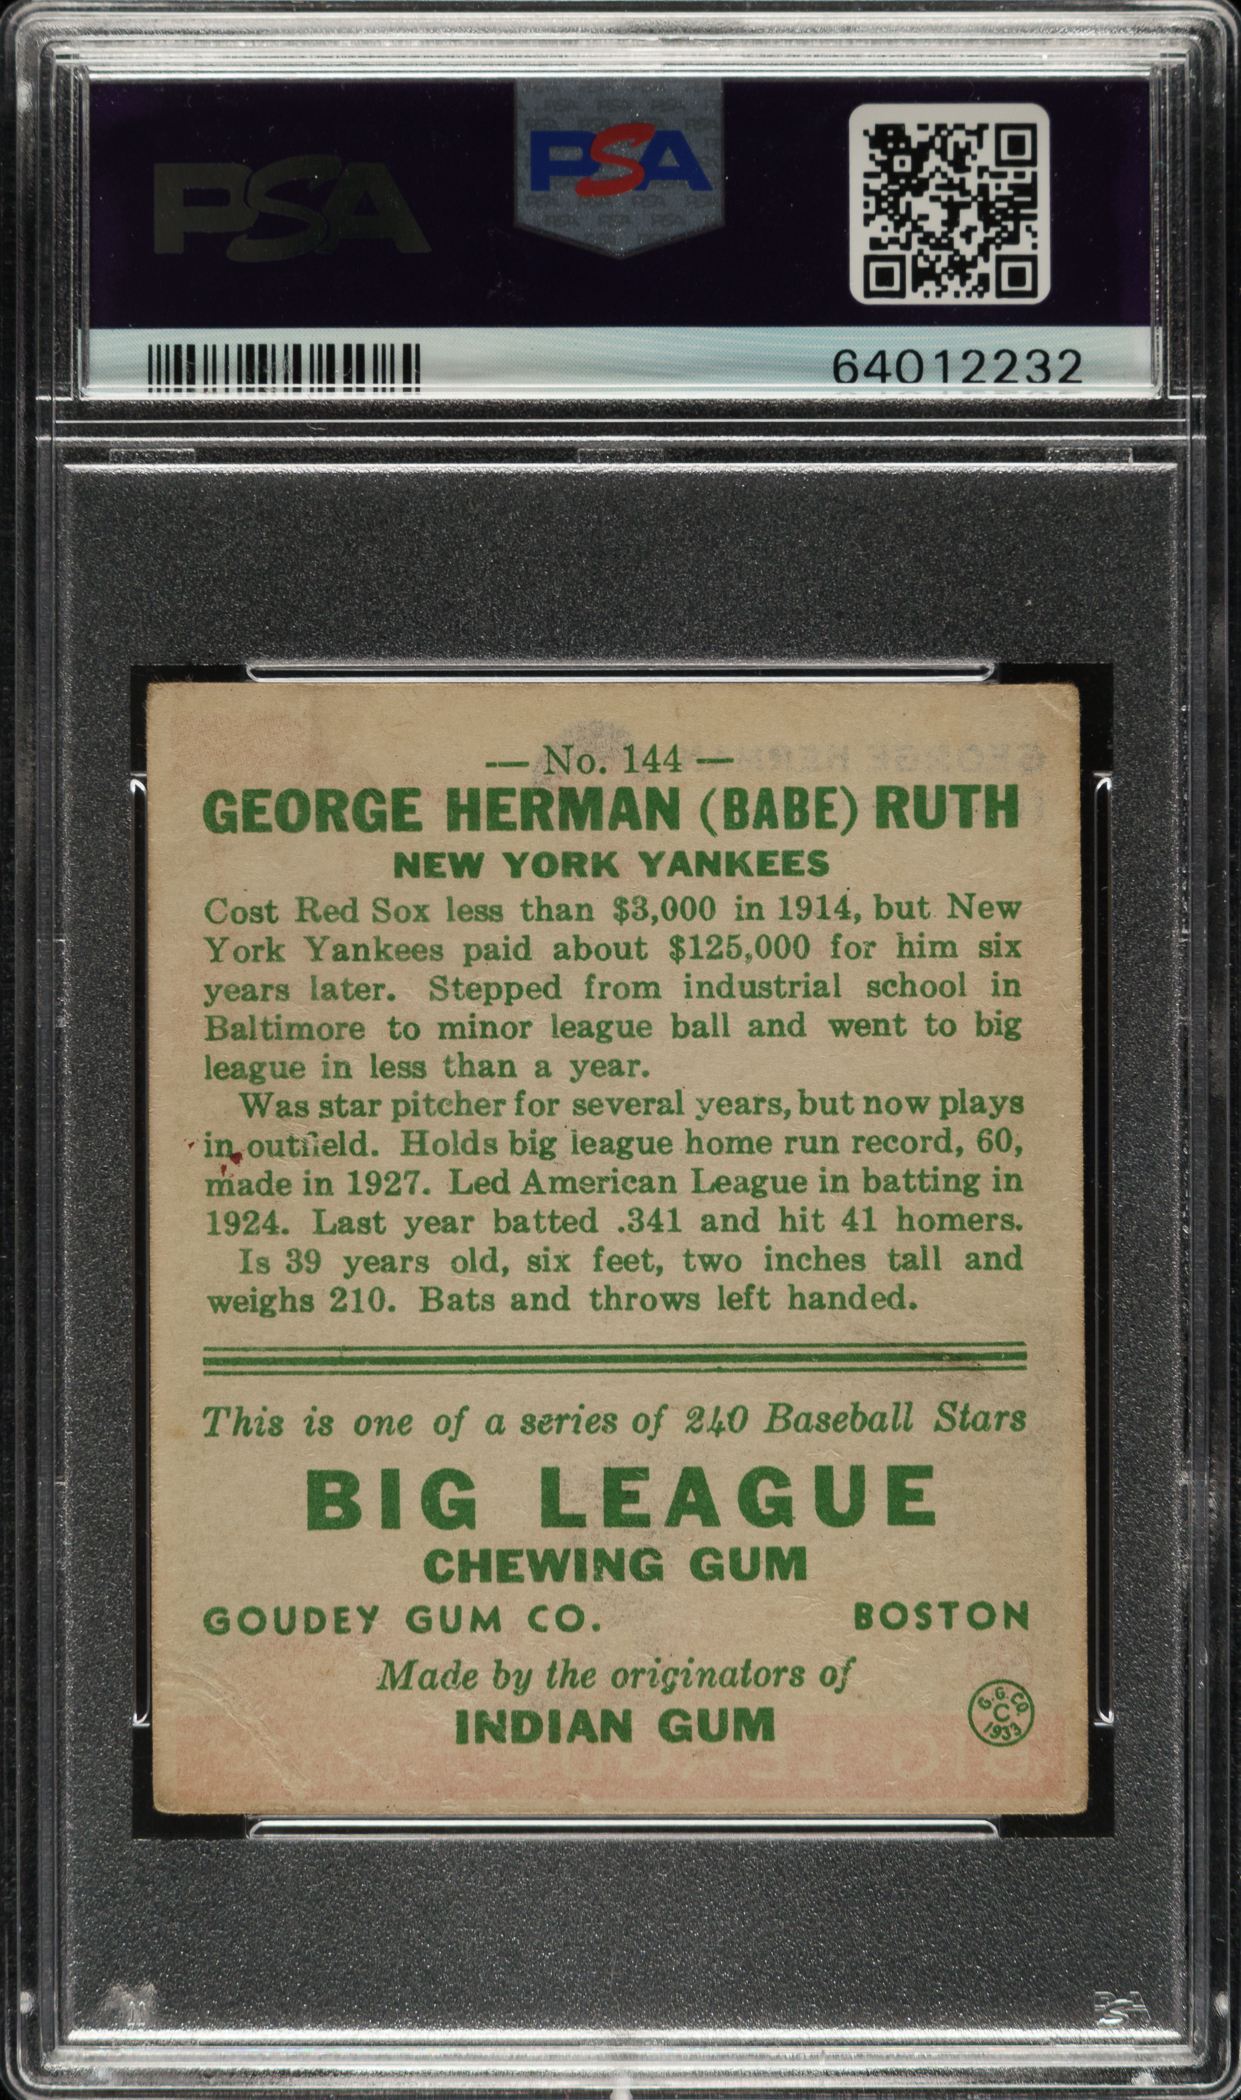 PSA
PSA
64012232
— No. 144 —
GEORGE HERMAN (BABE) RUTH
NEW YORK YANKEES
Cost Red Sox less than $3,000 in 1914, but New
York Yankees paid about $125,000 for him six
years later. Stepped from industrial school in
Baltimore to minor league ball and went to big
league in less than a year.
Was star pitcher for several years, but now plays
in outfield. Holds big league home run record, 60,
made in 1927. Led American League in batting in
1924. Last year batted .341 and hit 41 homers.
Is 39 years old, six feet, two inches tall and
weighs 210. Bats and throws left handed.
This is one of a series of 240 Baseball Stars
BIG LEAGUE
CHEWING GUM
GOUDEY GUM CO. BOSTON
Made by the originators of
INDIAN GUM
G.G.CO.
C
1933
PSA